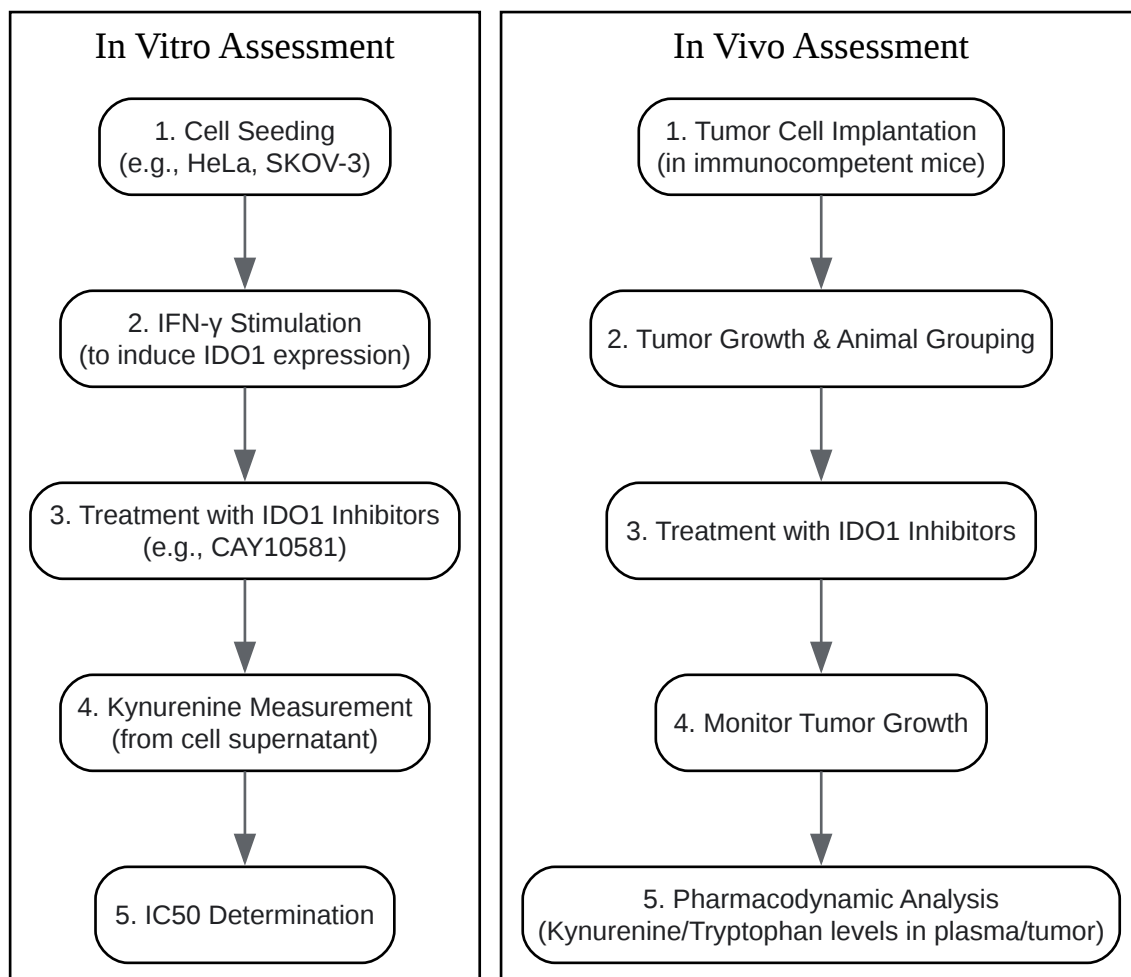 In Vitro Assessment
1. Cell Seeding
(e.g., HeLa, SKOV-3)
2. IFN-γ Stimulation
(to induce IDO1 expression)
3. Treatment with IDO1 Inhibitors
(e.g., CAY10581)
4. Kynurenine Measurement
(from cell supernatant)
5. IC50 Determination
In Vivo Assessment
1. Tumor Cell Implantation
(in immunocompetent mice)
2. Tumor Growth & Animal Grouping
3. Treatment with IDO1 Inhibitors
4. Monitor Tumor Growth
5. Pharmacodynamic Analysis
(Kynurenine/Tryptophan levels in plasma/tumor)